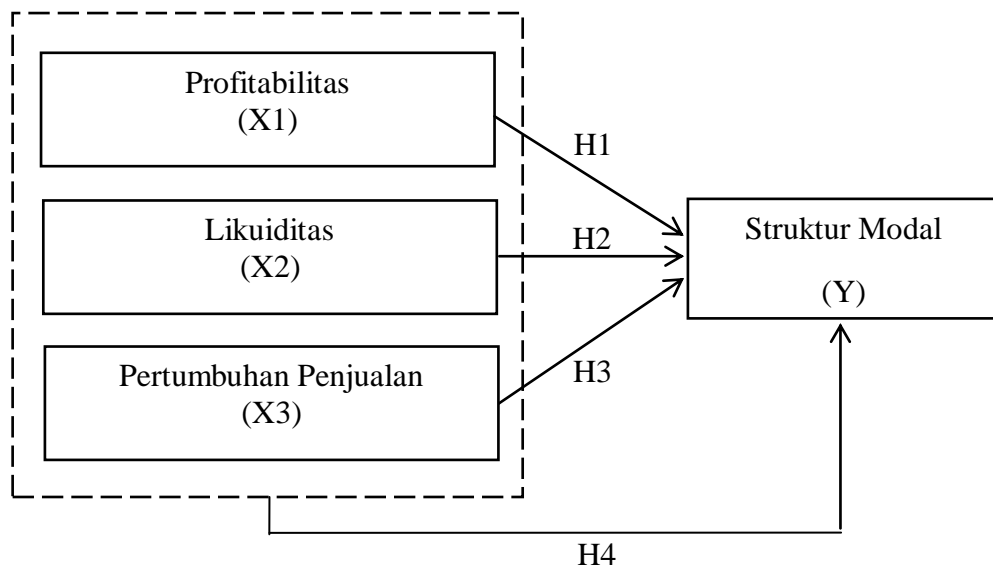 Profitabilitas
(X1)
H1
Likuiditas
(X2)
H2
Struktur Modal
(Y)
Pertumbuhan Penjualan
(X3)
H3
H4